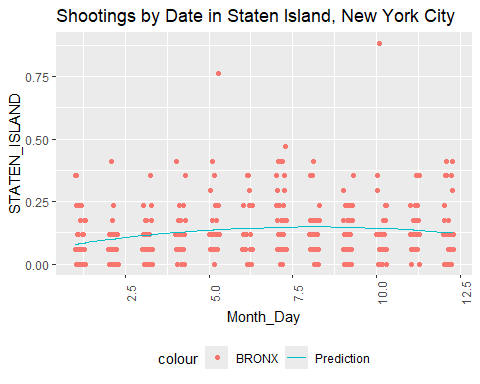 Shootings by Date in Staten Island, New York City
STATEN_ISLAND
0.75
0.50
0.25
0.00
2.5
5.0
7.5
10.0
12.5
Month_Day
colour BRONX Prediction